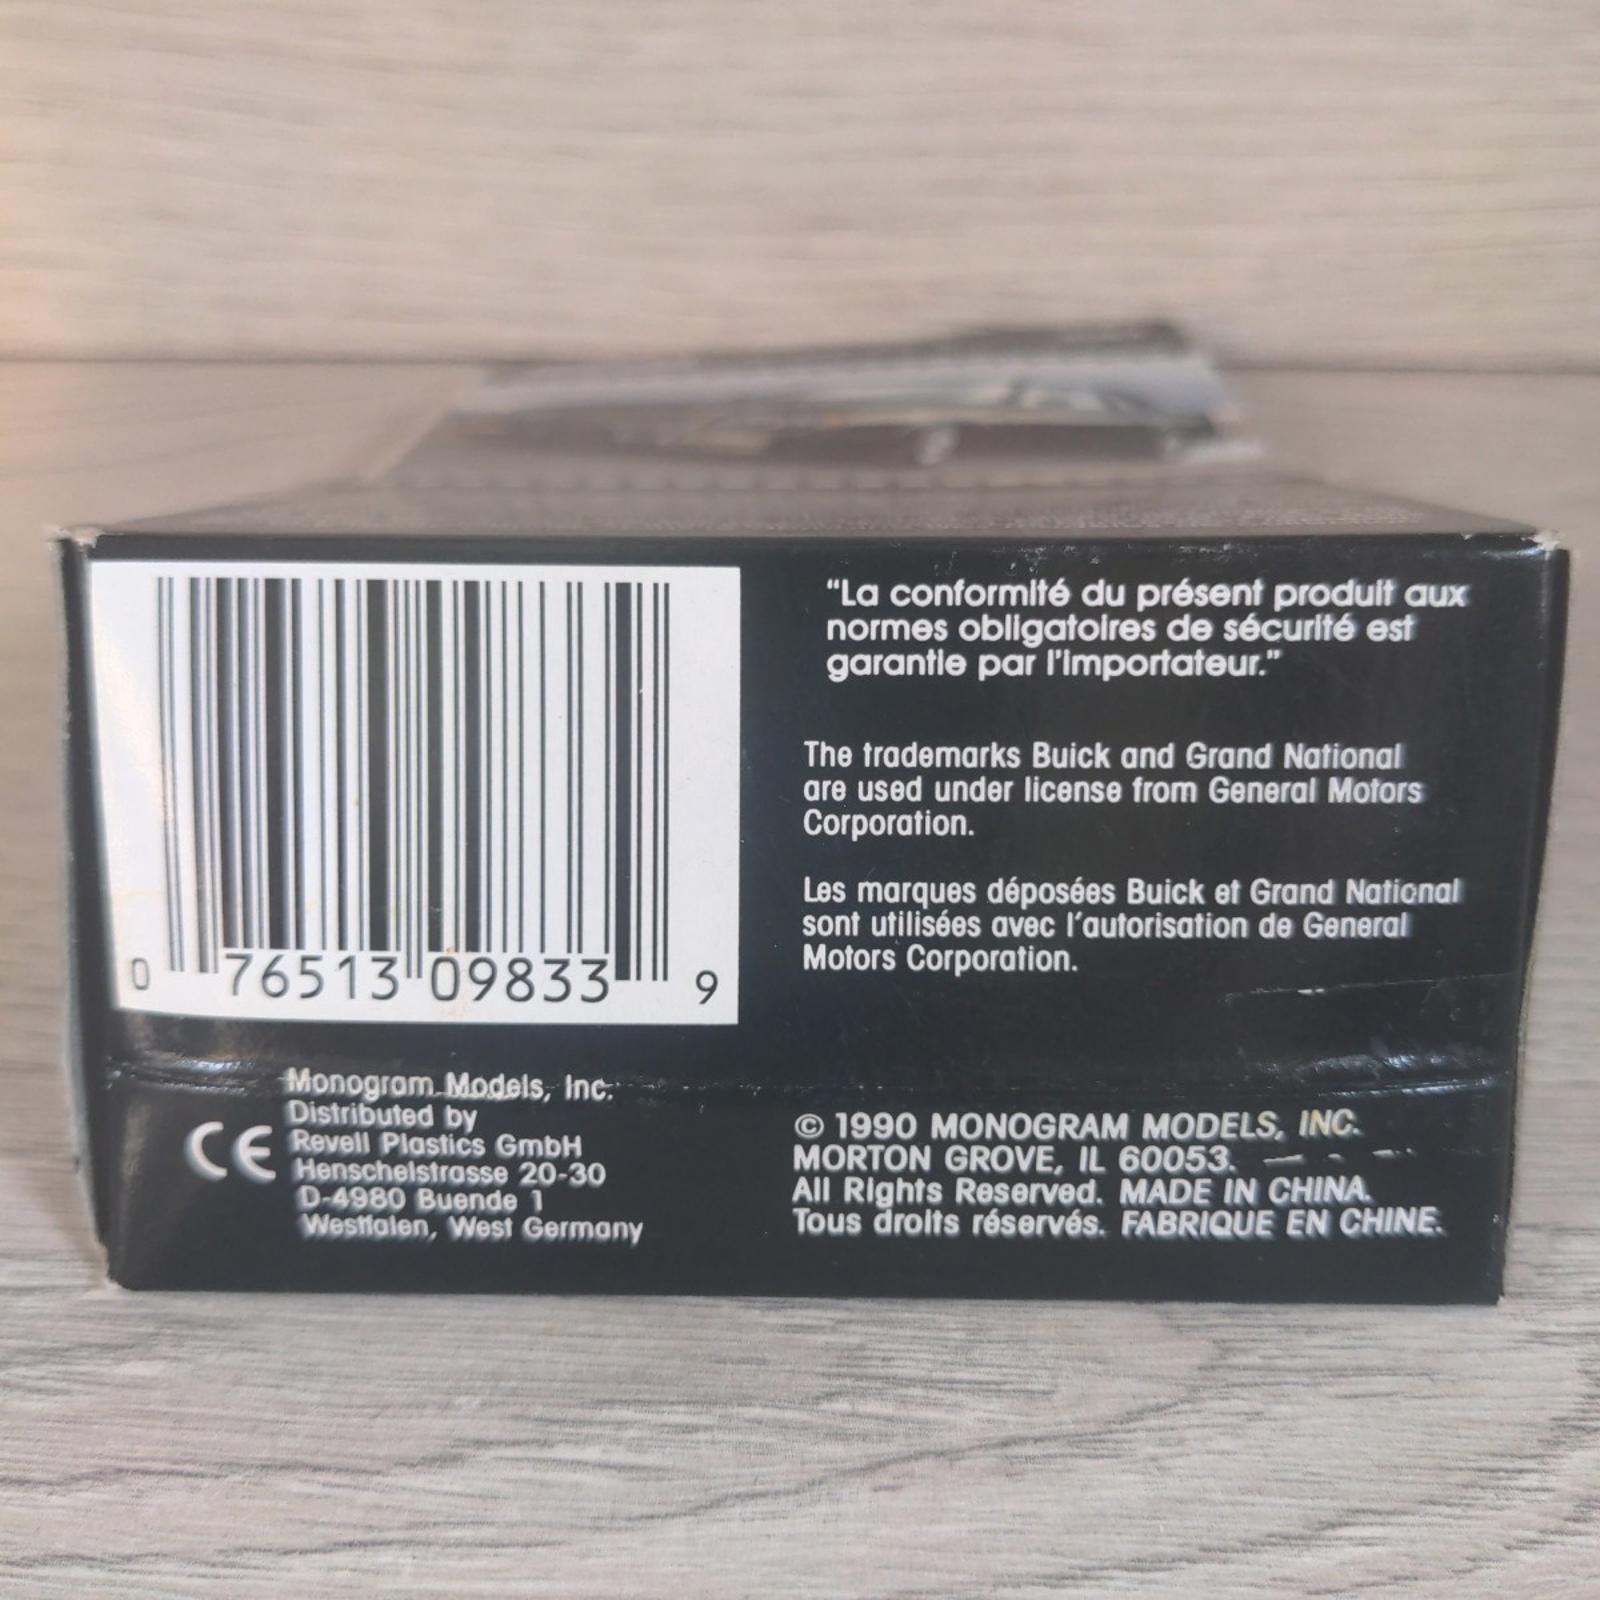 0 76513 09833 9
"La conformité du présent produit aux
normes obligatoires de sécurité est
garantie par l'importateur."
The trademarks Buick and Grand National
are used under license from General Motors
Corporation.
Les marques déposées Buick et Grand National
sont utilisées avec l'autorisation de General
Motors Corporation.
CE
Monogram Models, Inc.
Distributed by
Revell Plastics GmbH
Henschelstrasse 20-30
D-4980 Buende 1
Westfalen, West Germany
© 1990 MONOGRAM MODELS, INC.
MORTON GROVE, IL 60053.
All Rights Reserved. MADE IN CHINA.
Tous droits réservés. FABRIQUE EN CHINE.